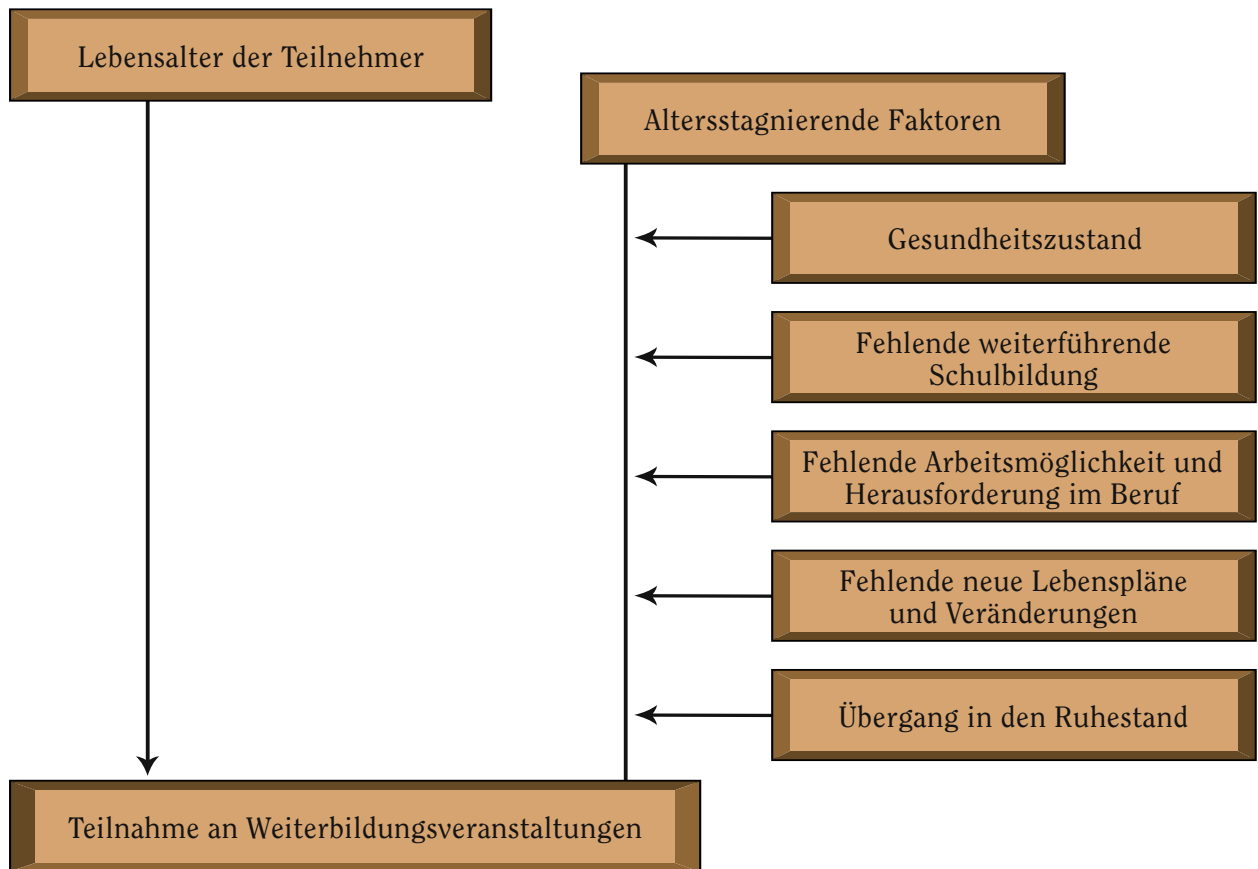 Lebensalter der Teilnehmer
Altersstagnierende Faktoren
Gesundheitszustand
Fehlende weiterführende
Schulbildung
Fehlende Arbeitsmöglichkeit und
Herausforderung im Beruf
Fehlende neue Lebenspläne
und Veränderungen
Übergang in den Ruhestand
Teilnahme an Weiterbildungsveranstaltungen